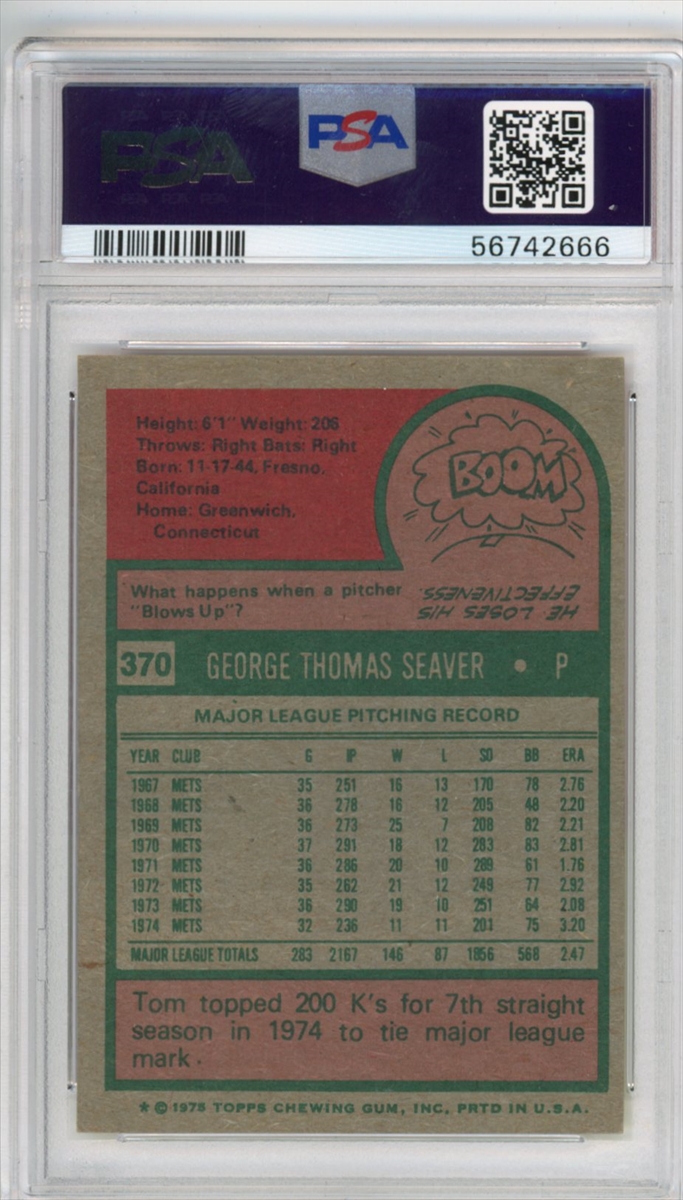 PSA
PSA
PSA PSA PSA
56742666
Height: 6'1" Weight: 206
Throws: Right Bats: Right
Born: 11-17-44, Fresno,
California
Home: Greenwich,
Connecticut
BOOM
What happens when a pitcher
"Blows Up"?
HE LOSES HIS
EFFECTIVENESS.
370 GEORGE THOMAS SEAVER • P
MAJOR LEAGUE PITCHING RECORD
YEAR CLUB G IP W L SO BB ERA
1967 METS 35 251 16 13 170 78 2.76
1968 METS 36 278 16 12 205 48 2.20
1969 METS 36 273 25 7 208 82 2.21
1970 METS 37 291 18 12 283 83 2.81
1971 METS 36 286 20 10 289 61 1.76
1972 METS 35 262 21 12 249 77 2.92
1973 METS 36 290 19 10 251 64 2.08
1974 METS 32 236 11 11 201 75 3.20
MAJOR LEAGUE TOTALS 283 2167 146 87 1856 568 2.47
Tom topped 200 K's for 7th straight
season in 1974 to tie major league
mark.
* © 1975 TOPPS CHEWING GUM, INC. PRTD IN U.S.A.